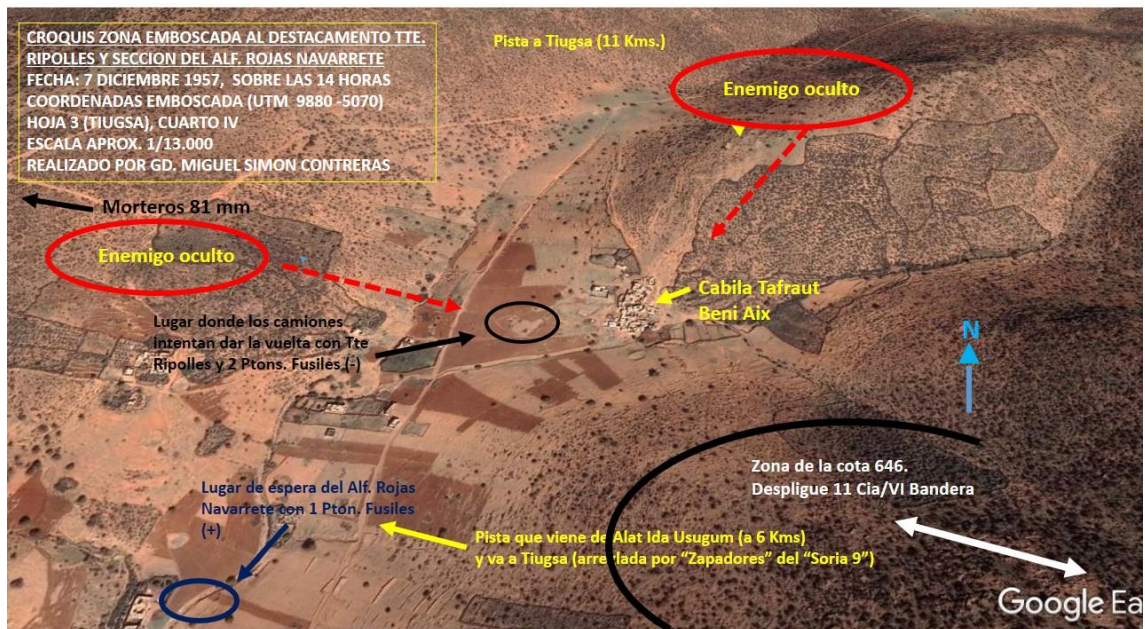 CROQUIS ZONA EMBOSCADA AL DESTACAMENTO TTE.
RIPOLLES Y SECCION DEL ALF. ROJAS NAVARRETE
FECHA: 7 DICIEMBRE 1957, SOBRE LAS 14 HORAS
COORDENADAS EMBOSCADA (UTM 9880 -5070)
HOJA 3 (TIUGSA), CUARTO IV
ESCALA APROX. 1/13.000
REALIZADO POR GD. MIGUEL SIMON CONTRERAS
Pista a Tiugsa (11 Kms.)
Enemigo oculto
Morteros 81 mm
Enemigo oculto
Cabila Tafraut
Beni Aix
Lugar donde los camiones
intentan dar la vuelta con Tte
Ripolles y 2 Ptons. Fusiles (-)
N
Zona de la cota 646.
Despligue 11 Cia/VI Bandera
Lugar de espera del Alf. Rojas
Navarrete con 1 Pton. Fusiles
(+)
Pista que viene de Alat Ida Usugum (a 6 Kms)
y va a Tiugsa (arreglada por "Zapadores" del "Soria 9")
Google Ea